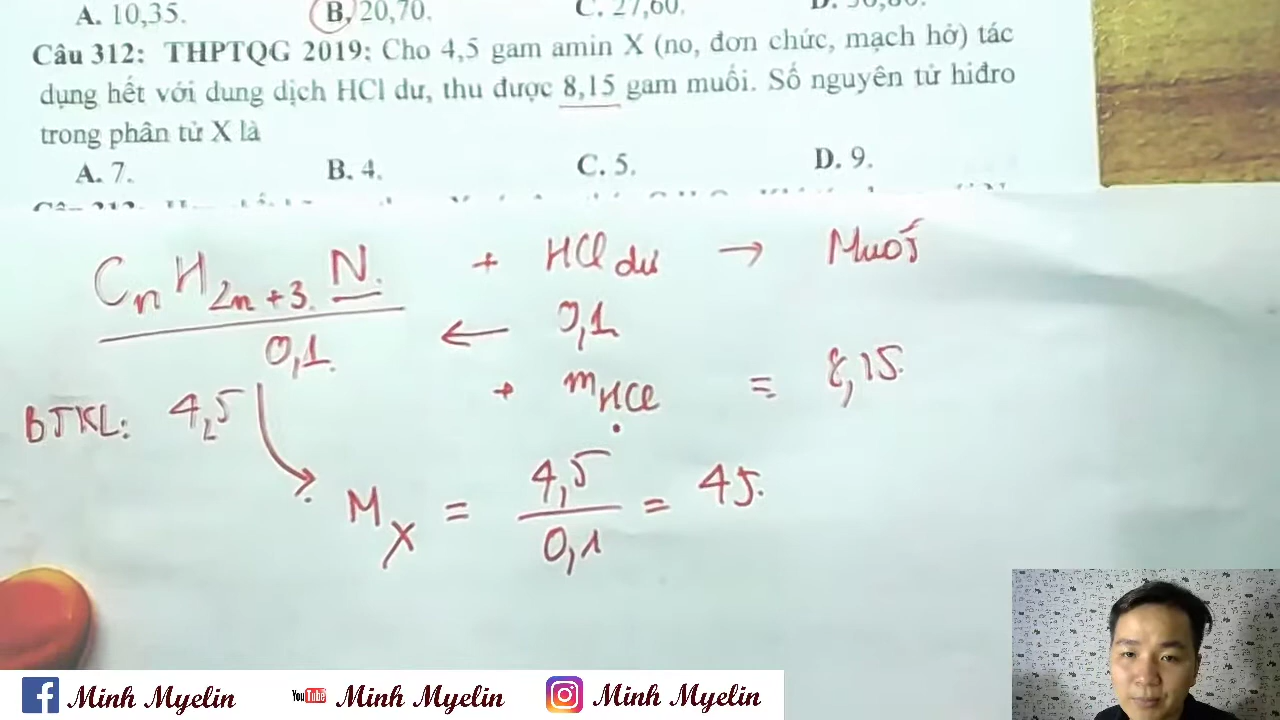 A. 10,35. B. 20,70. C. 27,60.
Câu 312: THPTQG 2019: Cho 4,5 gam amin X (no, đơn chức, mạch hở) tác
dụng hết với dung dịch HCl dư, thu được 8,15 gam muối. Số nguyên tử hiđro
trong phân tử X là
A. 7. B. 4. C. 5. D. 9.
CnH2n+3N. + HCl dư → Muối
0,1. ← 0,1
BTKL: 4,5 + mHCl = 8,15.
MX = 4,5 / 0,1 = 45.
Minh Myelin YouTube Minh Myelin Minh Myelin